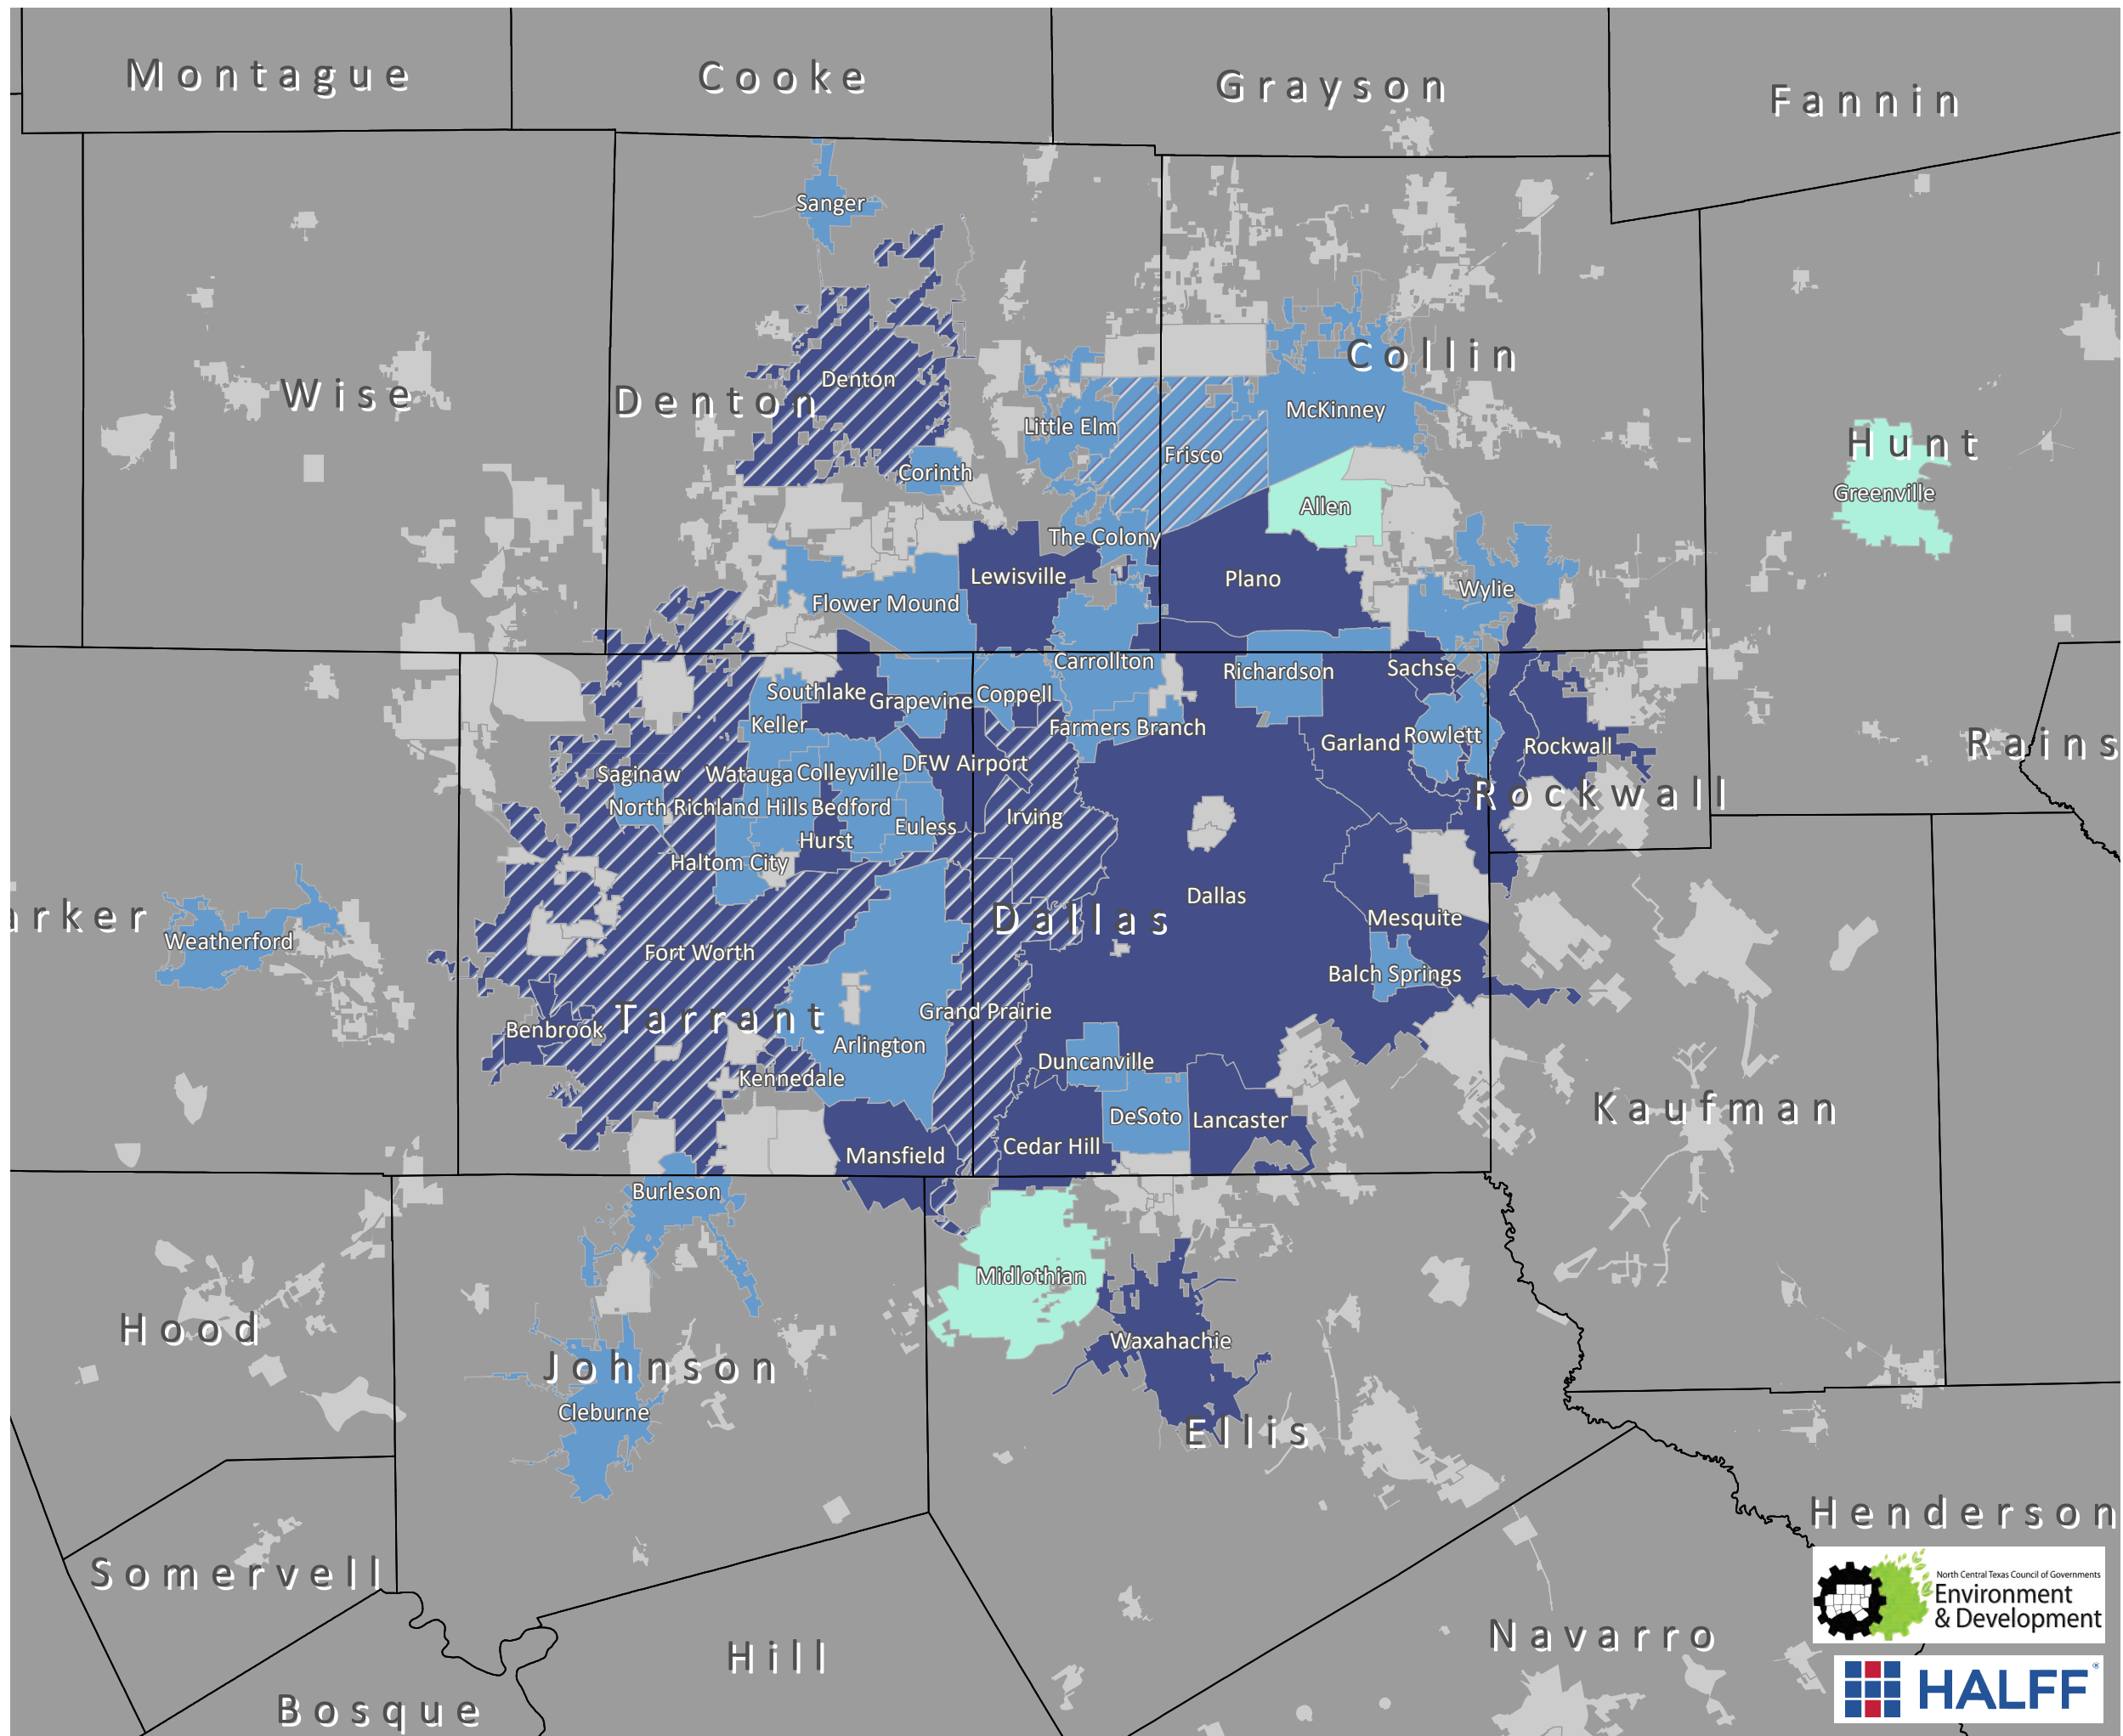 Montague
Cooke
Grayson
Fannin
Sanger
Collin
Wise
Denton
Denton
McKinney
Little Elm
Hunt
Frisco
Corinth
Greenville
Allen
The Colony
Lewisville
Plano
Wylie
Flower Mound
Carrollton
Richardson
Sachse
Southlake
Grapevine
Coppell
Keller
Farmers Branch
Garland
Rowlett
Rockwall
Rains
DFW Airport
Saginaw
Watauga
Colleyville
Rockwall
North Richland Hills
Bedford
Irving
Euless
Hurst
Haltom City
Dallas
arker
Dallas
Mesquite
Weatherford
Fort Worth
Balch Springs
Grand Prairie
Tarrant
Benbrook
Arlington
Duncanville
Kennedale
Kaufman
DeSoto
Lancaster
Cedar Hill
Mansfield
Burleson
Midlothian
Hood
Waxahachie
Johnson
Cleburne
Ellis
Henderson
Somervell
North Central Texas Council of Governments
Environment
& Development
Navarro
Hill
HALFF®
Bosque